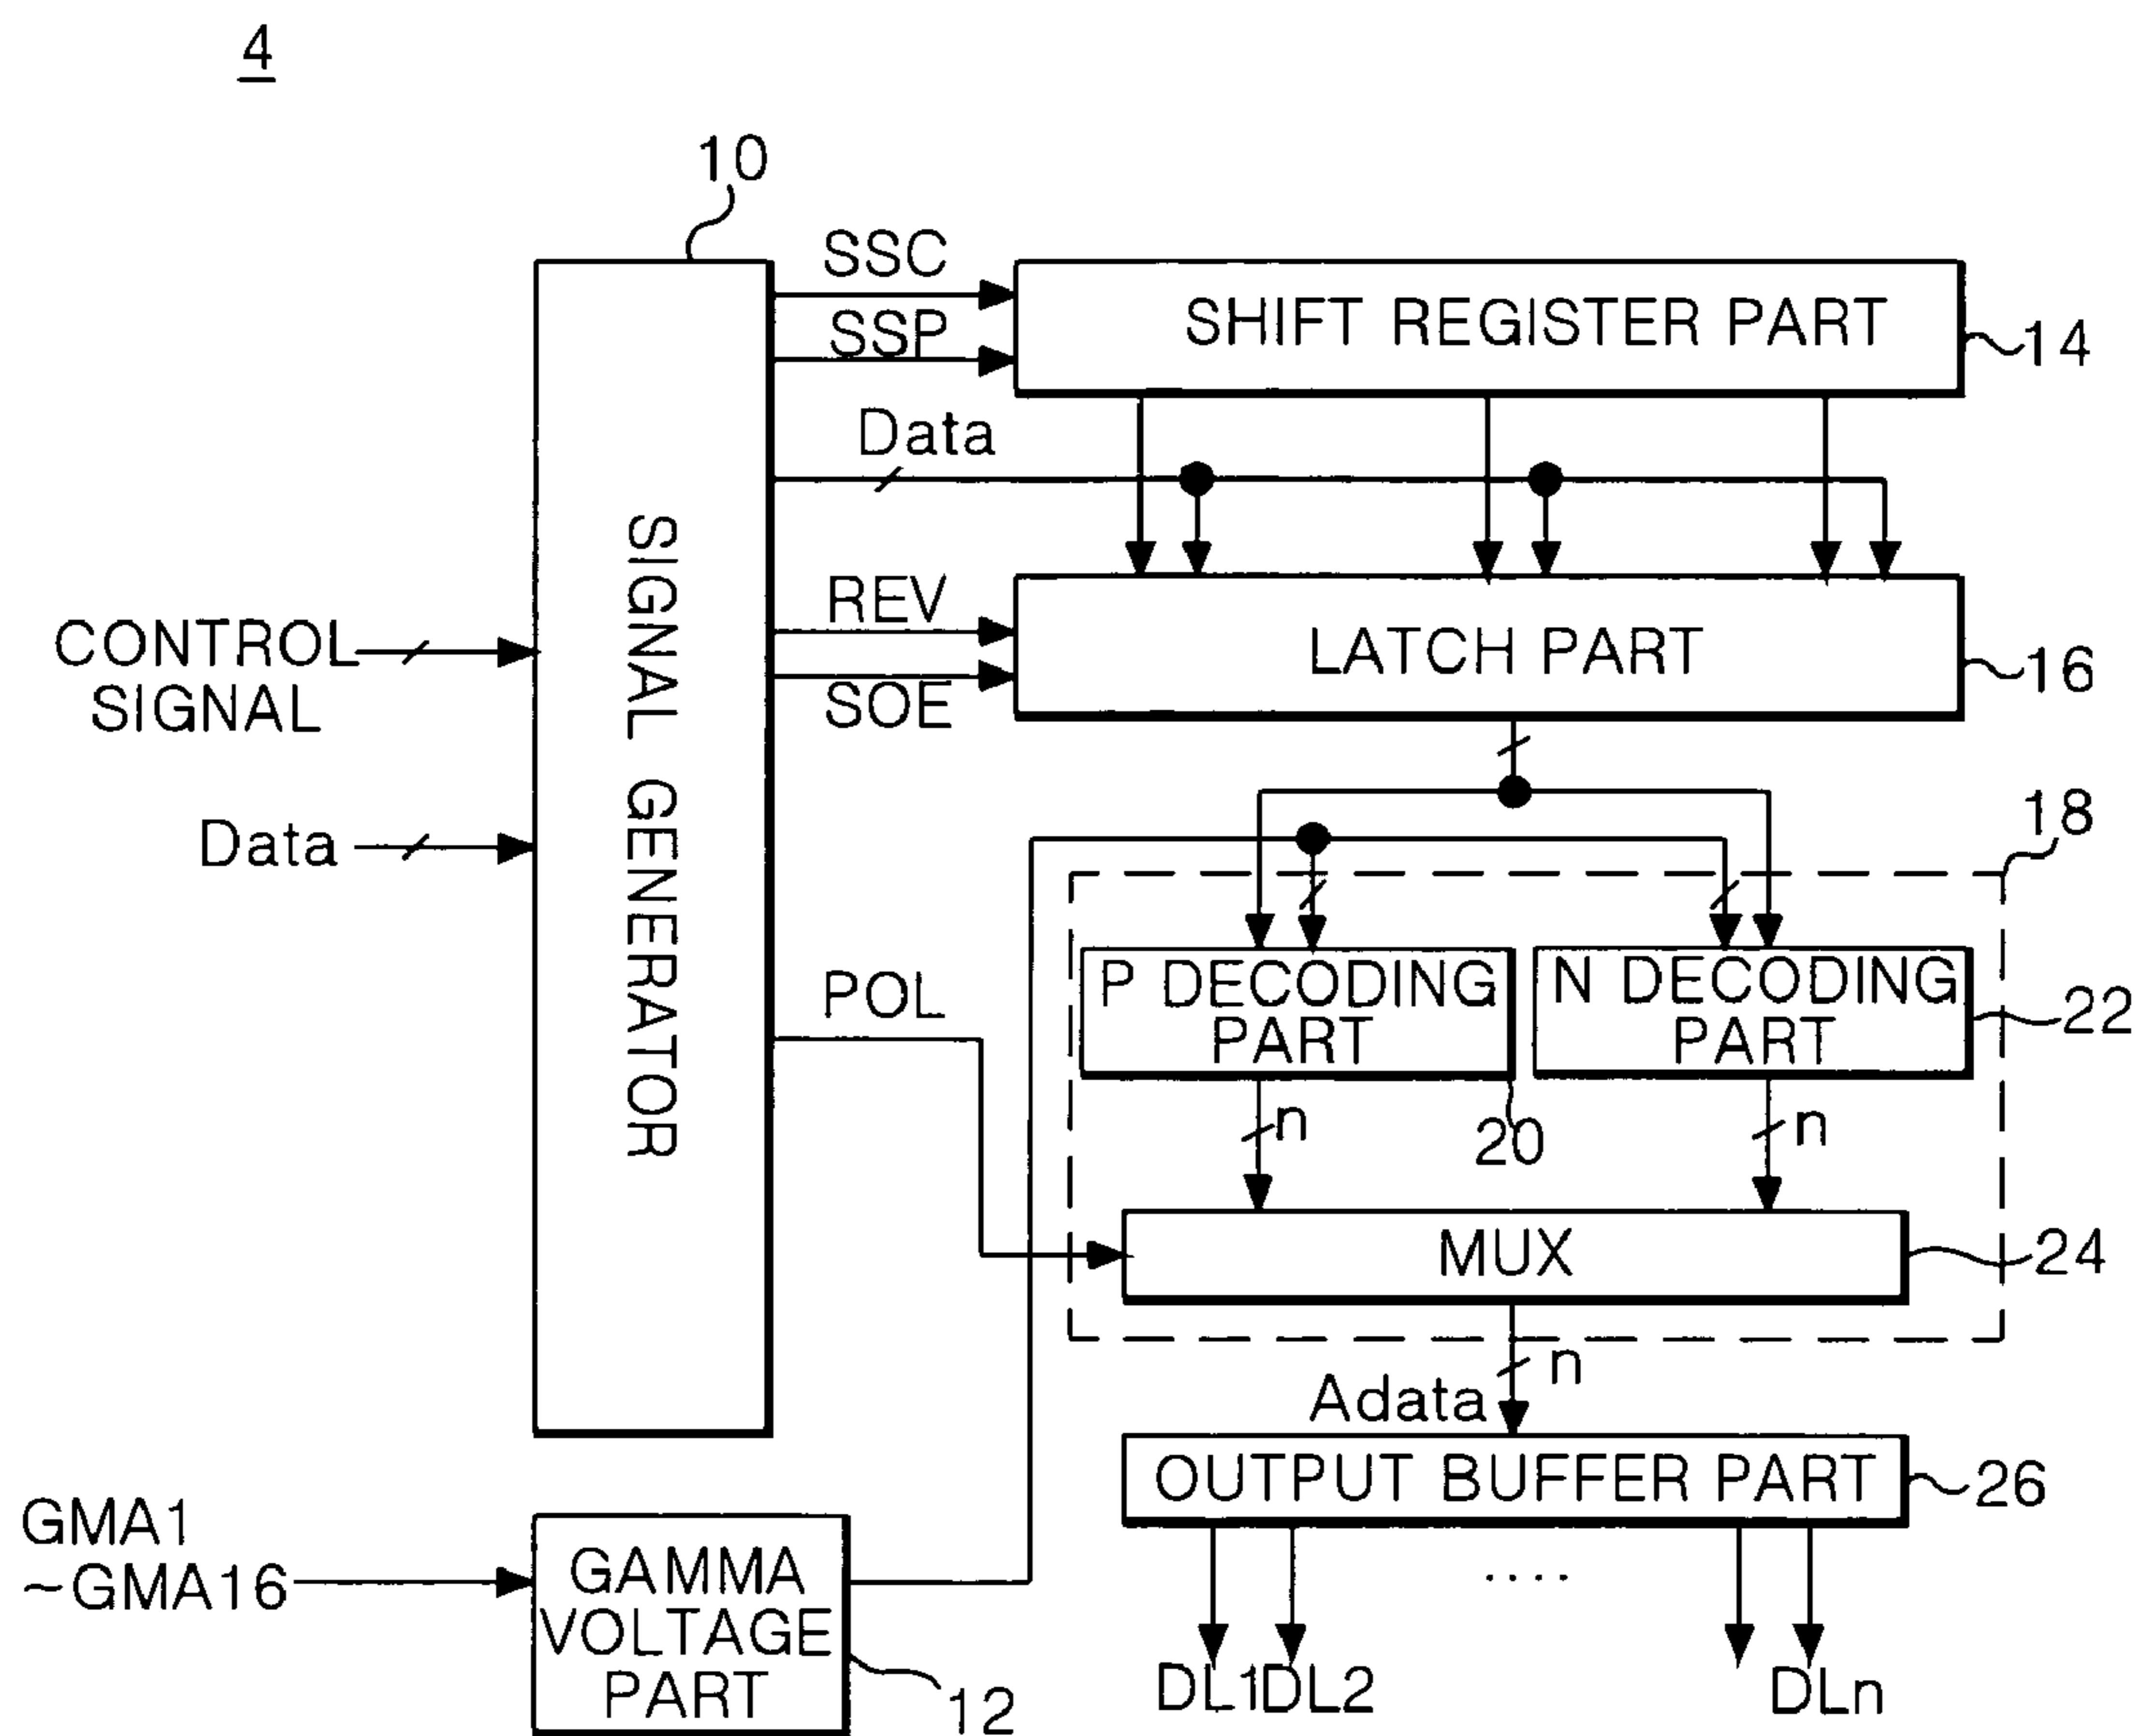 4
10
SSC
SHIFT REGISTER PART
SSP
14
Data
SIGNAL GENERATOR
REV
LATCH PART
CONTROL
SIGNAL
SOE
16
Data
18
POL
P DECODING
PART
N DECODING
PART
22
n
20
n
MUX
24
n
Adata
OUTPUT BUFFER PART
26
GMA1
~GMA16
GAMMA
VOLTAGE
PART
12
....
DL1
DL2
DLn